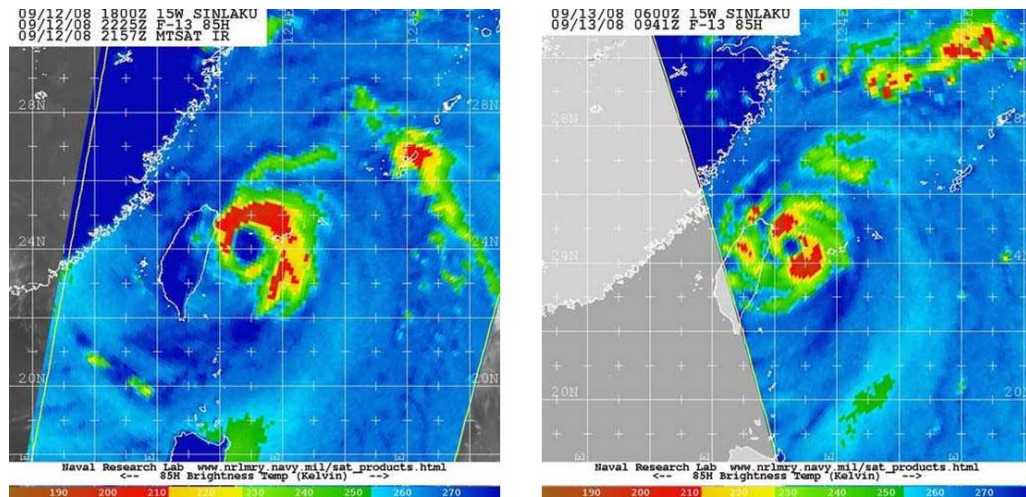 09/12/08 1800Z 15W SINLAKU
09/12/08 2225Z F-13 85H
09/12/08 2157Z MTSAT IR
124E
28N
24N
20N
Naval Research Lab www.nrlmry.navy.mil/sat_products.html
<-- 85H Brightness Temp (Kelvin) -->
190 200 210 220 230 240 250 260 270
09/13/08 0600Z 15W SINLAKU
09/13/08 0941Z F-13 85H
28N
24N
20N
Naval Research Lab www.nrlmry.navy.mil/sat_products.html
<-- 85H Brightness Temp (Kelvin) -->
190 200 210 220 230 240 250 260 270